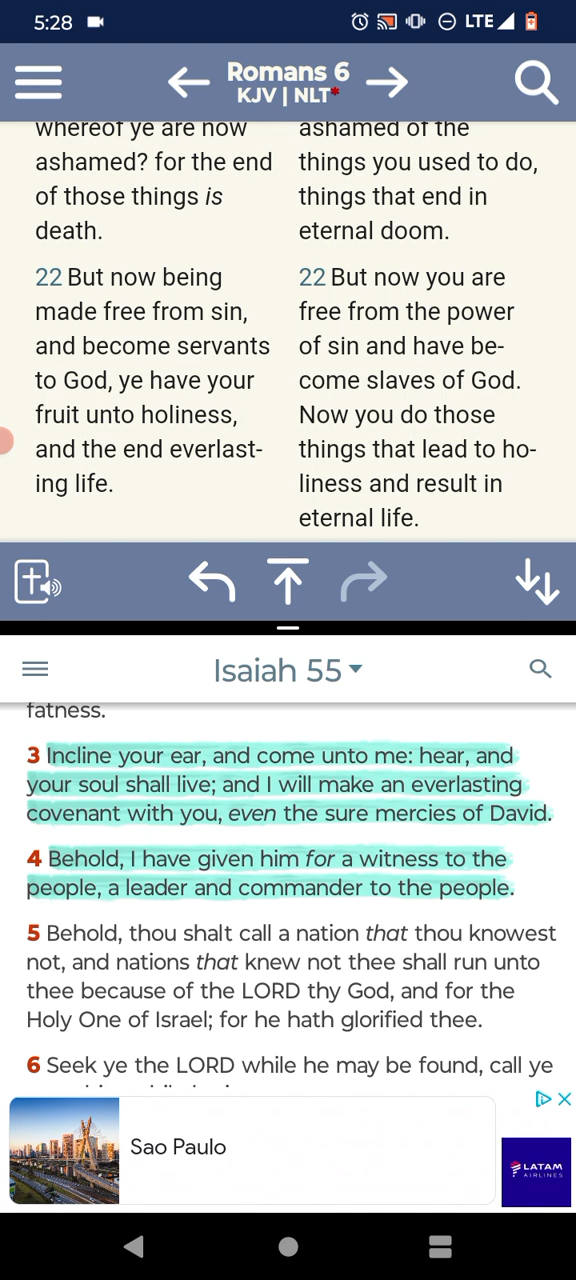 5:28
LTE
Romans 6
KJV | NLT*
whereof ye are now
ashamed? for the end
of those things is
death.
22 But now being
made free from sin,
and become servants
to God, ye have your
fruit unto holiness,
and the end everlast-
ing life.
ashamed of the
things you used to do,
things that end in
eternal doom.
22 But now you are
free from the power
of sin and have be-
come slaves of God.
Now you do those
things that lead to ho-
liness and result in
eternal life.
Isaiah 55
fatness.
3 Incline your ear, and come unto me: hear, and
your soul shall live; and I will make an everlasting
covenant with you, even the sure mercies of David.
4 Behold, I have given him for a witness to the
people, a leader and commander to the people.
5 Behold, thou shalt call a nation that thou knowest
not, and nations that knew not thee shall run unto
thee because of the LORD thy God, and for the
Holy One of Israel; for he hath glorified thee.
6 Seek ye the LORD while he may be found, call ye
Sao Paulo
LATAM
AIRLINES